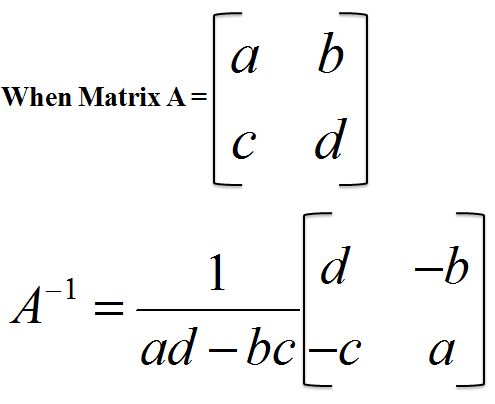 When Matrix A = [ a b
c d ]
A⁻¹ = 1 / (ad − bc) [ d −b
−c a ]